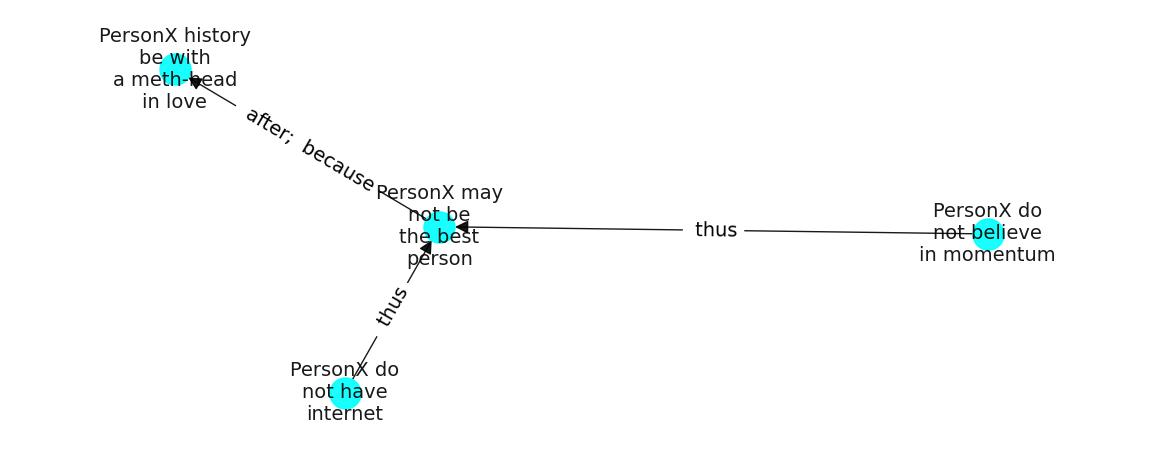 PersonX history
be with
a meth-head
in love
after; because
PersonX may
not be
the best
person
thus
PersonX do
not believe
in momentum
thus
PersonX do
not have
internet